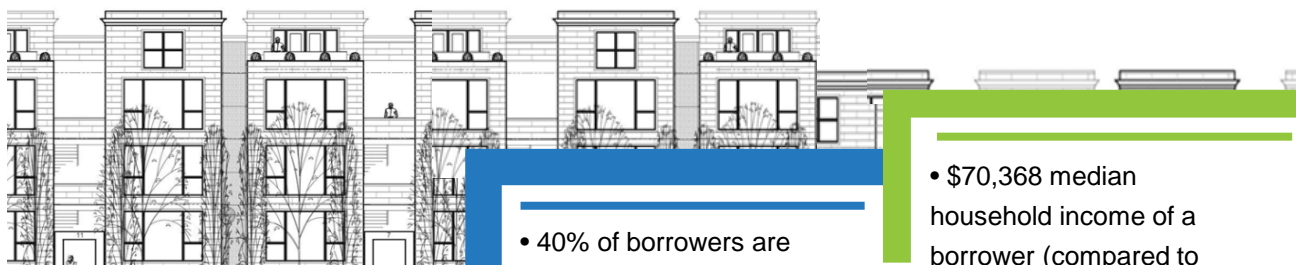 • 40% of borrowers are
• $70,368 median
household income of a
borrower (compared to